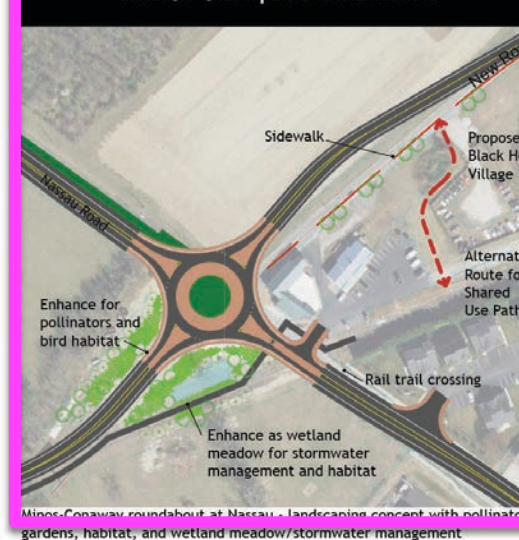 New Ro
Sidewalk
Propose
Black H
Village
Nassau Road
Alternat
Route fo
Shared
Use Path
Enhance for
pollinators and
bird habitat
Rail trail crossing
Enhance as wetland
meadow for stormwater
management and habitat
Minos-Conaway roundabout at Nassau - landscaping concept with pollinato
gardens, habitat, and wetland meadow/stormwater management